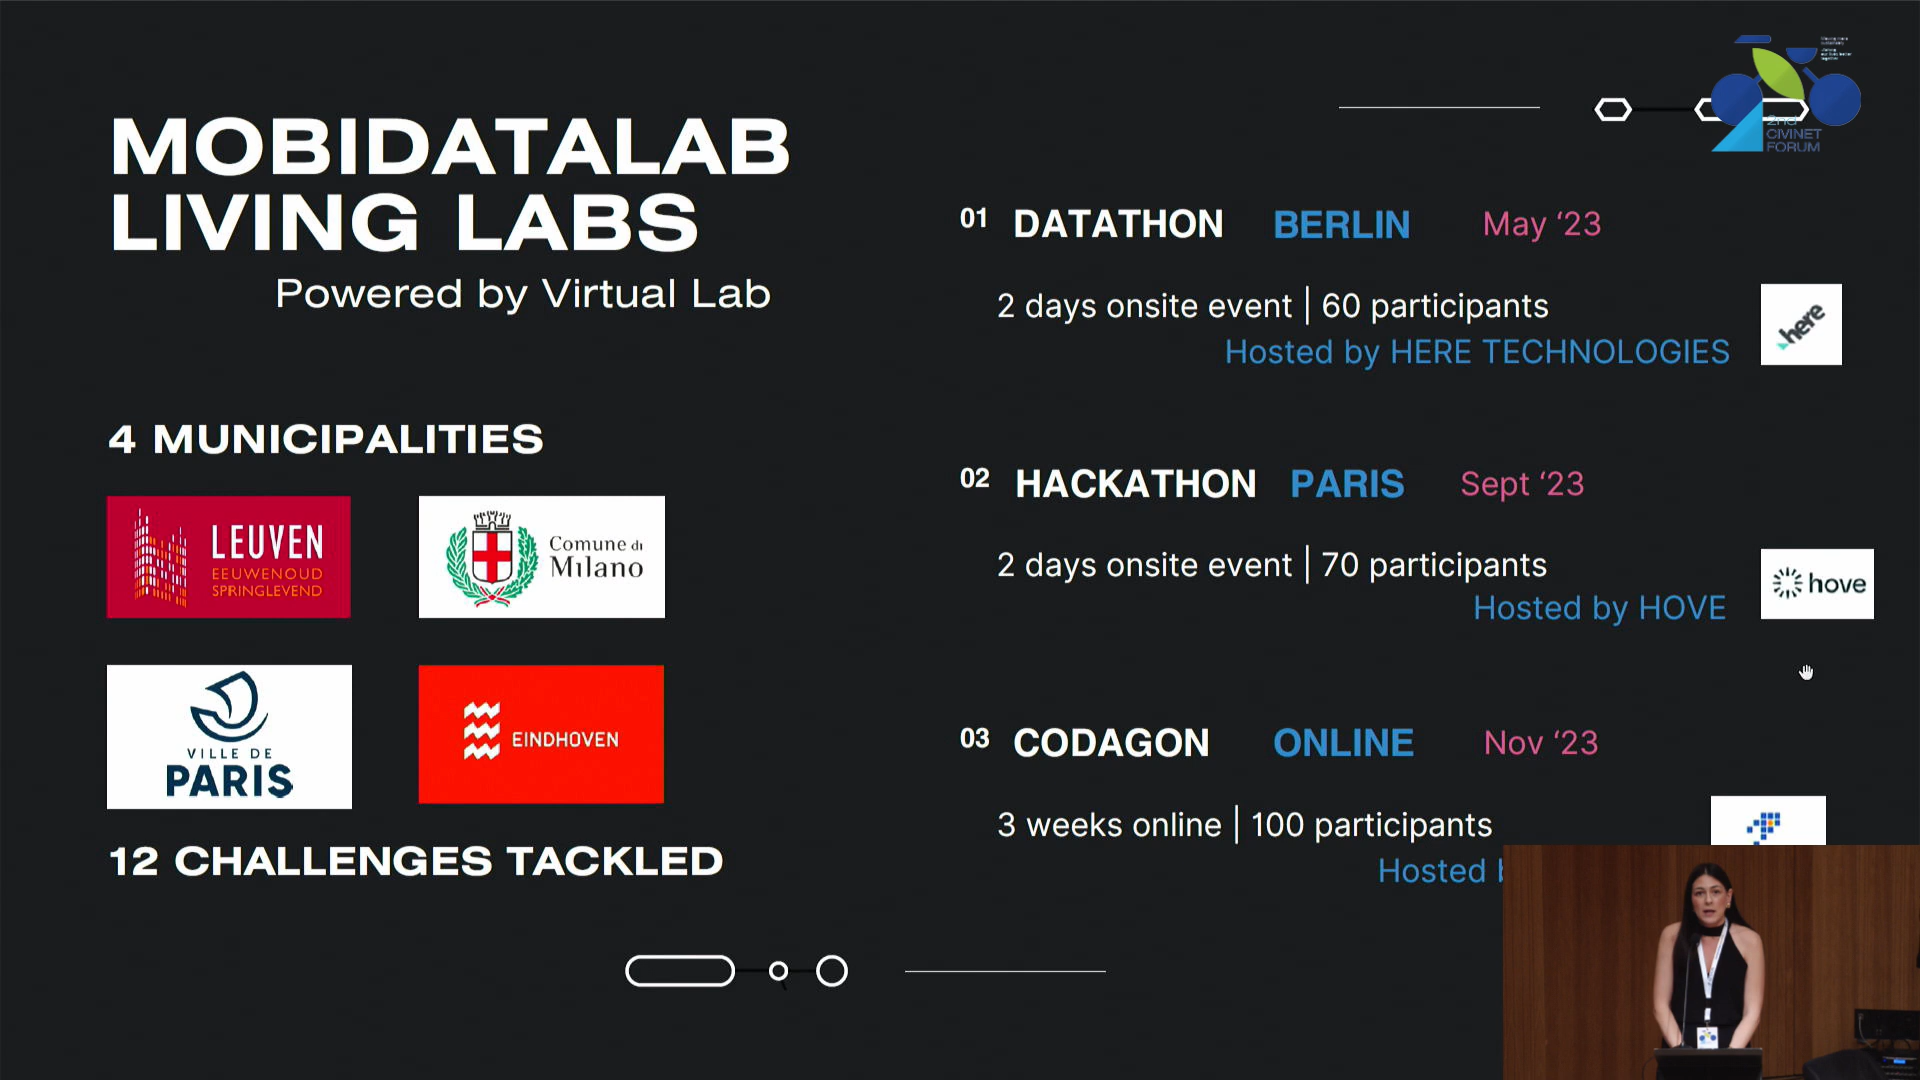 MOBIDATALAB
LIVING LABS
Powered by Virtual Lab
4 MUNICIPALITIES
LEUVEN
EEUWENOUD
SPRINGLEVEND
Comune di
Milano
VILLE DE
PARIS
EINDHOVEN
12 CHALLENGES TACKLED
2nd
CIVINET
FORUM
01 DATATHON BERLIN May ‘23
2 days onsite event | 60 participants
Hosted by HERE TECHNOLOGIES
here
02 HACKATHON PARIS Sept ‘23
2 days onsite event | 70 participants
Hosted by HOVE
hove
03 CODAGON ONLINE Nov ‘23
3 weeks online | 100 participants
Hosted